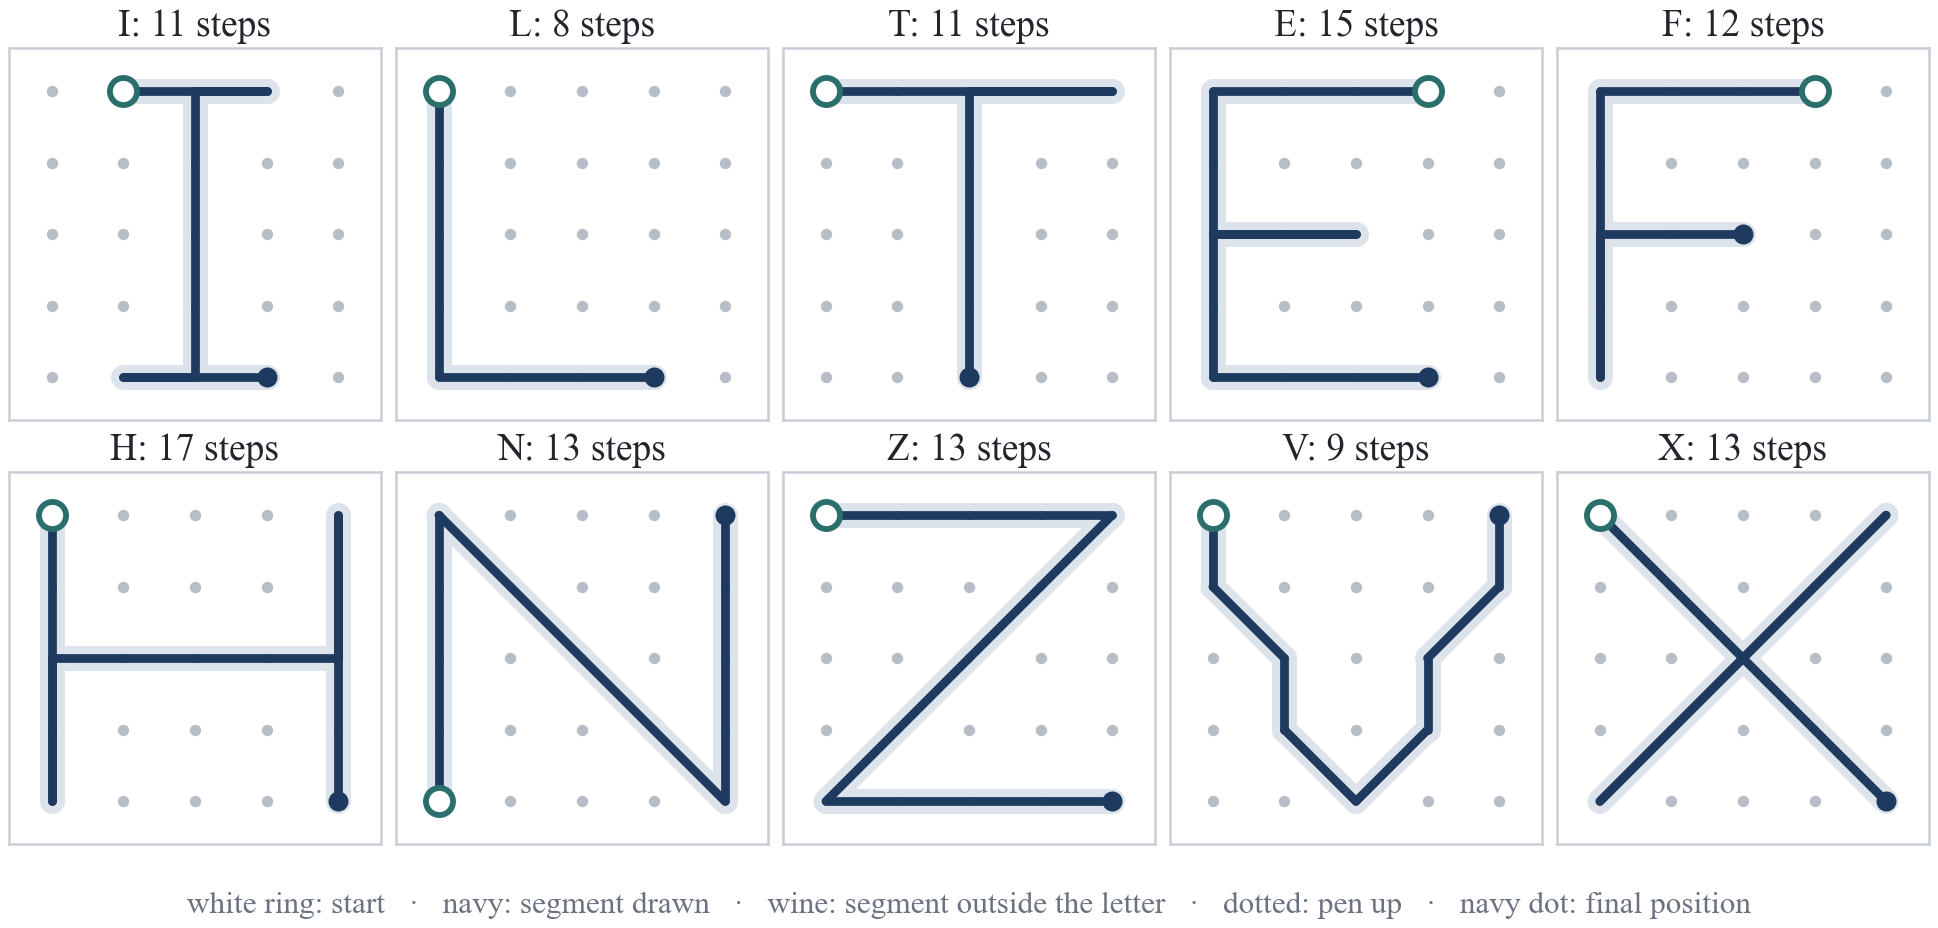 I: 11 steps
L: 8 steps
T: 11 steps
E: 15 steps
F: 12 steps
H: 17 steps
N: 13 steps
Z: 13 steps
V: 9 steps
X: 13 steps
white ring: start · navy: segment drawn · wine: segment outside the letter · dotted: pen up · navy dot: final position